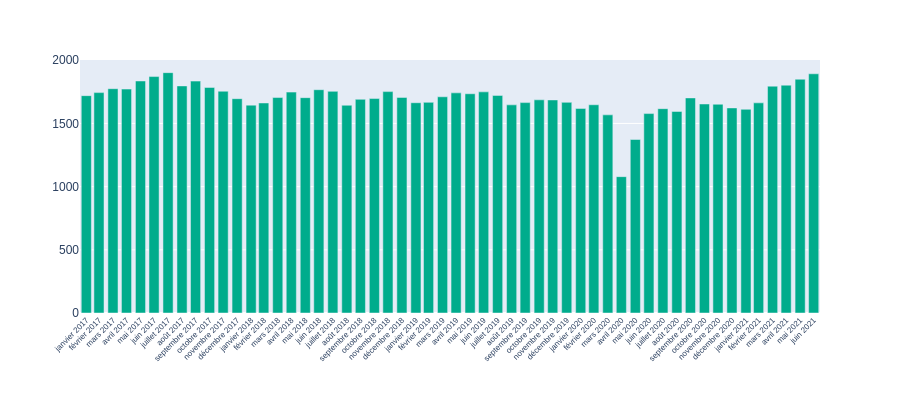 2000
1500
1000
500
0
janvier 2017
février 2017
mars 2017
avril 2017
mai 2017
juin 2017
juillet 2017
août 2017
septembre 2017
octobre 2017
novembre 2017
décembre 2017
janvier 2018
février 2018
mars 2018
avril 2018
mai 2018
juin 2018
juillet 2018
août 2018
septembre 2018
octobre 2018
novembre 2018
décembre 2018
janvier 2019
février 2019
mars 2019
avril 2019
mai 2019
juin 2019
juillet 2019
août 2019
septembre 2019
octobre 2019
novembre 2019
décembre 2019
janvier 2020
février 2020
mars 2020
avril 2020
mai 2020
juin 2020
juillet 2020
août 2020
septembre 2020
octobre 2020
novembre 2020
décembre 2020
janvier 2021
février 2021
mars 2021
avril 2021
mai 2021
juin 2021